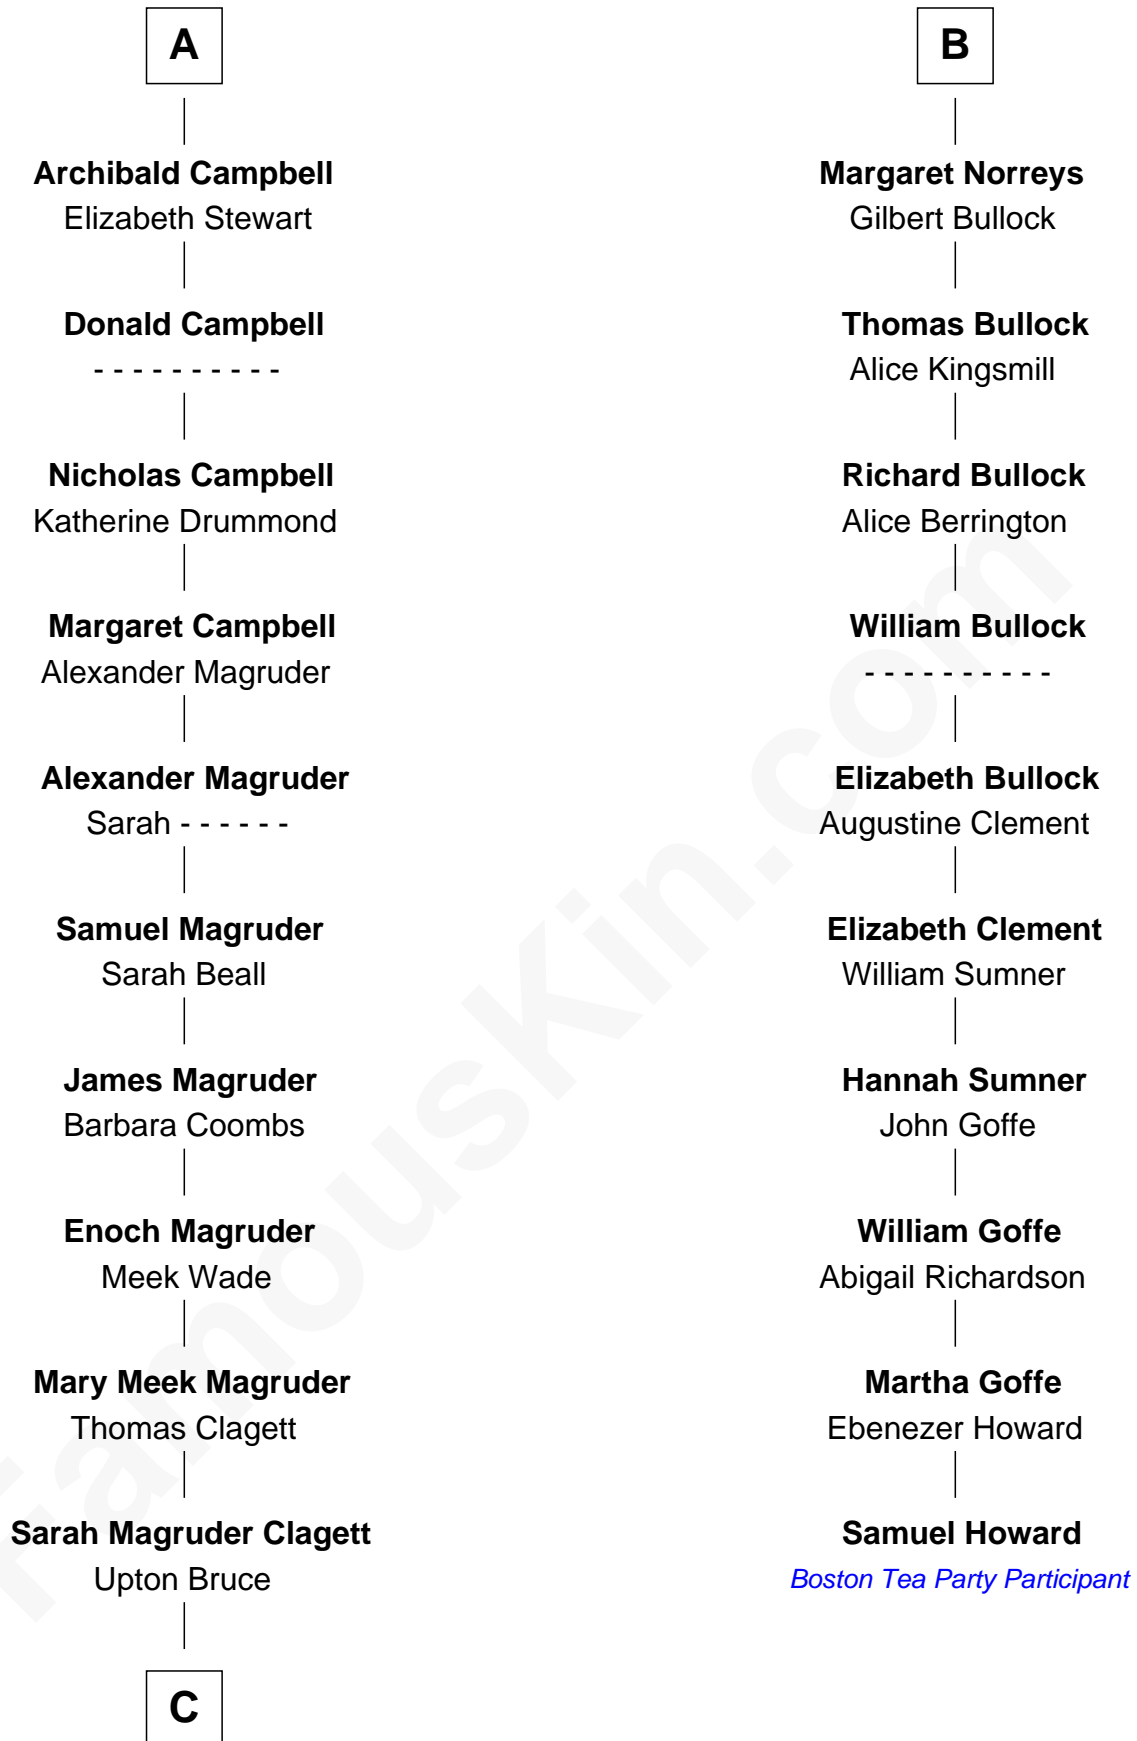 A
Archibald Campbell
Elizabeth Stewart
Donald Campbell
- - - - - - - - - -
Nicholas Campbell
Katherine Drummond
Margaret Campbell
Alexander Magruder
Alexander Magruder
Sarah - - - - - -
Samuel Magruder
Sarah Beall
James Magruder
Barbara Coombs
Enoch Magruder
Meek Wade
Mary Meek Magruder
Thomas Clagett
Sarah Magruder Clagett
Upton Bruce
C
B
Margaret Norreys
Gilbert Bullock
Thomas Bullock
Alice Kingsmill
Richard Bullock
Alice Berrington
William Bullock
- - - - - - - - - -
Elizabeth Bullock
Augustine Clement
Elizabeth Clement
William Sumner
Hannah Sumner
John Goffe
William Goffe
Abigail Richardson
Martha Goffe
Ebenezer Howard
Samuel Howard
Boston Tea Party Participant
FamousKin.com